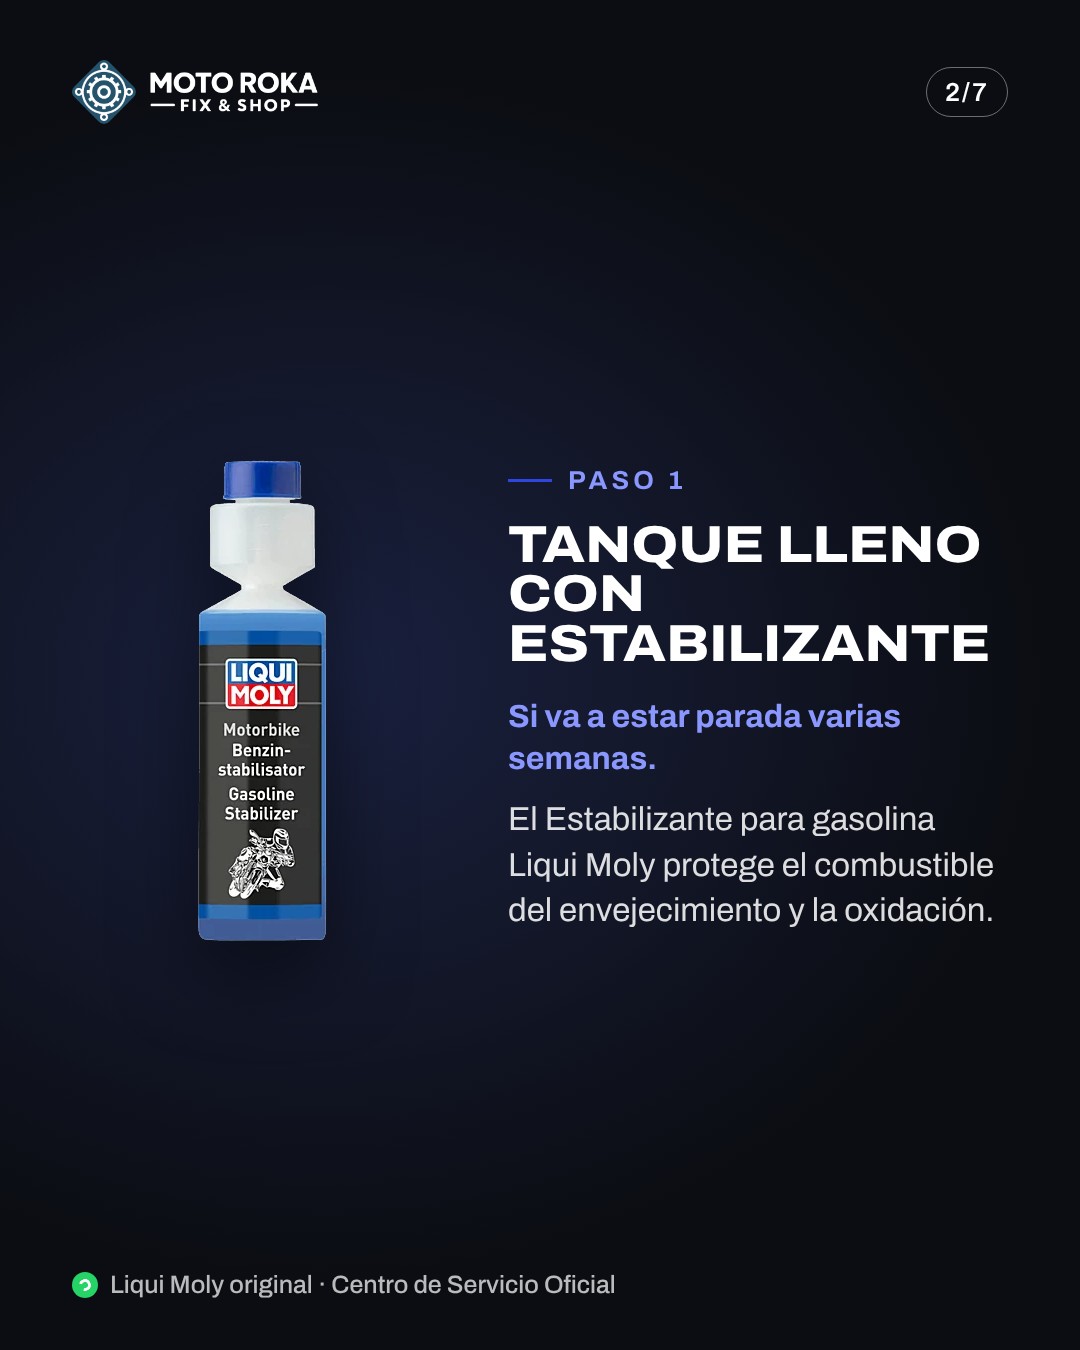 MOTO ROKA
FIX & SHOP
2/7
PASO 1
TANQUE LLENO
CON
ESTABILIZANTE
Si va a estar parada varias
semanas.
El Estabilizante para gasolina
Liqui Moly protege el combustible
del envejecimiento y la oxidación.
LIQUI
MOLY
Motorbike
Benzin-
stabilisator
Gasoline
Stabilizer
Liqui Moly original · Centro de Servicio Oficial